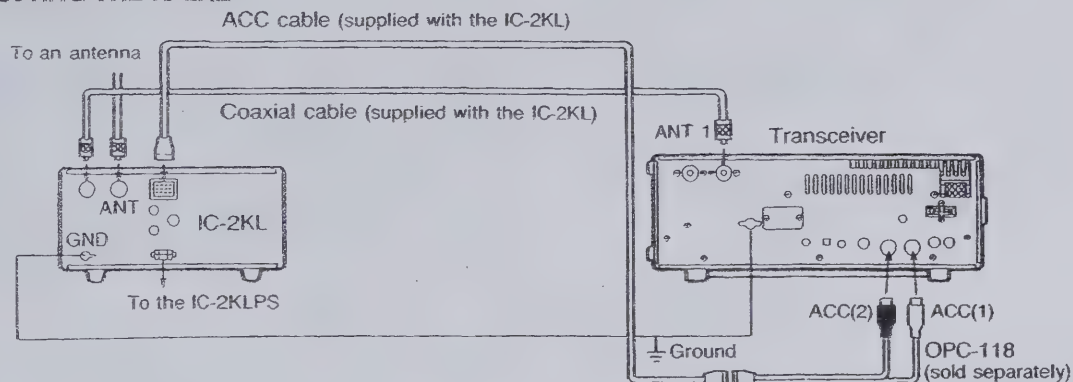 ACC cable (supplied with the IC-2KL)
To an antenna
Coaxial cable (supplied with the IC-2KL)
ANT 1
Transceiver
ANT
IC-2KL
GND
To the IC-2KLPS
ACC(2)
ACC(1)
Ground
OPC-118
(sold separately)